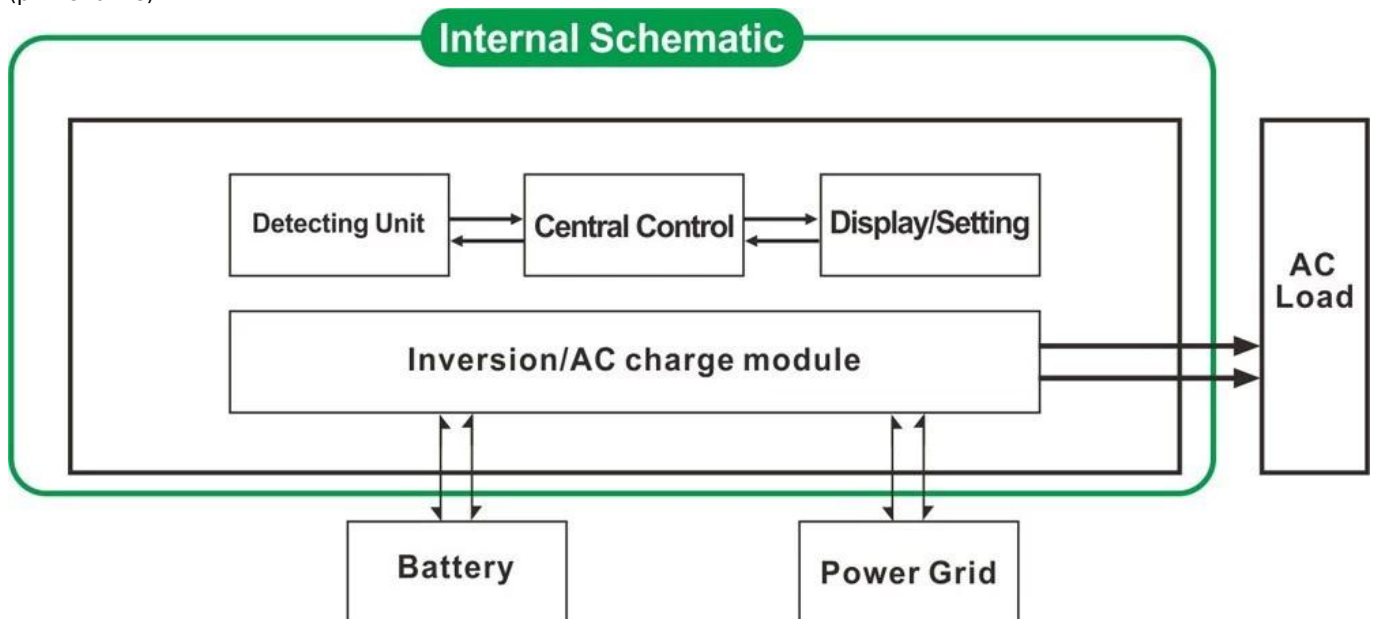 Internal Schematic
Detecting Unit
Central Control
Display/Setting
AC
Load
Inversion/AC charge module
Battery
Power Grid